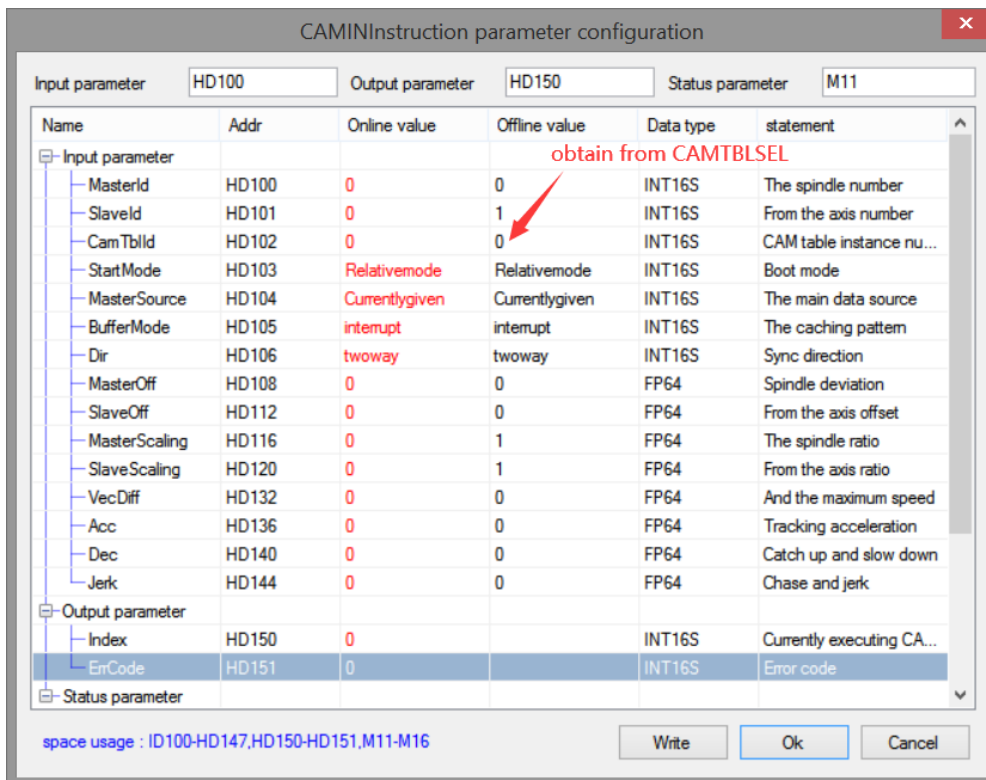 CAMINInstruction parameter configuration
Input parameter HD100 Output parameter HD150 Status parameter M11
Name Addr Online value Offline value Data type statement
Input parameter obtain from CAMTBLSEL
MasterId HD100 0 0 INT16S The spindle number
SlaveId HD101 0 1 INT16S From the axis number
CamTblId HD102 0 0 INT16S CAM table instance nu...
StartMode HD103 Relativemode Relativemode INT16S Boot mode
MasterSource HD104 Currentlygiven Currentlygiven INT16S The main data source
BufferMode HD105 interrupt interrupt INT16S The caching pattern
Dir HD106 twoway twoway INT16S Sync direction
MasterOff HD108 0 0 FP64 Spindle deviation
SlaveOff HD112 0 0 FP64 From the axis offset
MasterScaling HD116 0 1 FP64 The spindle ratio
SlaveScaling HD120 0 1 FP64 From the axis ratio
VecDiff HD132 0 0 FP64 And the maximum speed
Acc HD136 0 0 FP64 Tracking acceleration
Dec HD140 0 0 FP64 Catch up and slow down
Jerk HD144 0 0 FP64 Chase and jerk
Output parameter
Index HD150 0 INT16S Currently executing CA...
ErrCode HD151 0 INT16S Error code
Status parameter
space usage : ID100-HD147,HD150-HD151,M11-M16 Write Ok Cancel